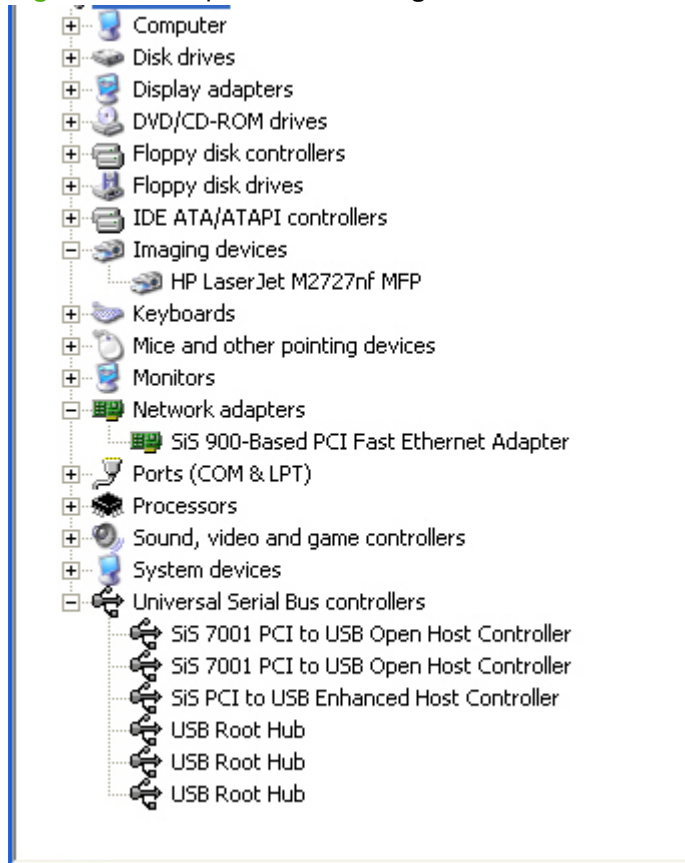 Computer
Disk drives
Display adapters
DVD/CD-ROM drives
Floppy disk controllers
Floppy disk drives
IDE ATA/ATAPI controllers
Imaging devices
HP LaserJet M2727nf MFP
Keyboards
Mice and other pointing devices
Monitors
Network adapters
SiS 900-Based PCI Fast Ethernet Adapter
Ports (COM & LPT)
Processors
Sound, video and game controllers
System devices
Universal Serial Bus controllers
SiS 7001 PCI to USB Open Host Controller
SiS 7001 PCI to USB Open Host Controller
SiS PCI to USB Enhanced Host Controller
USB Root Hub
USB Root Hub
USB Root Hub